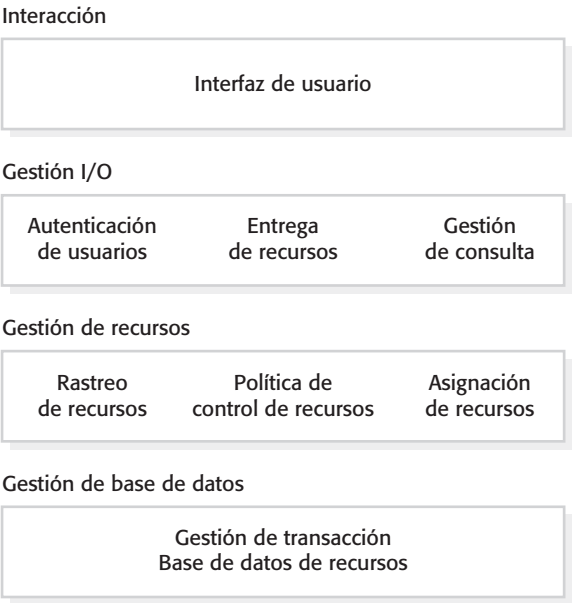 Interacción
Interfaz de usuario
Gestión I/O
Autenticación
de usuarios
Entrega
de recursos
Gestión
de consulta
Gestión de recursos
Rastreo
de recursos
Política de
control de recursos
Asignación
de recursos
Gestión de base de datos
Gestión de transacción
Base de datos de recursos